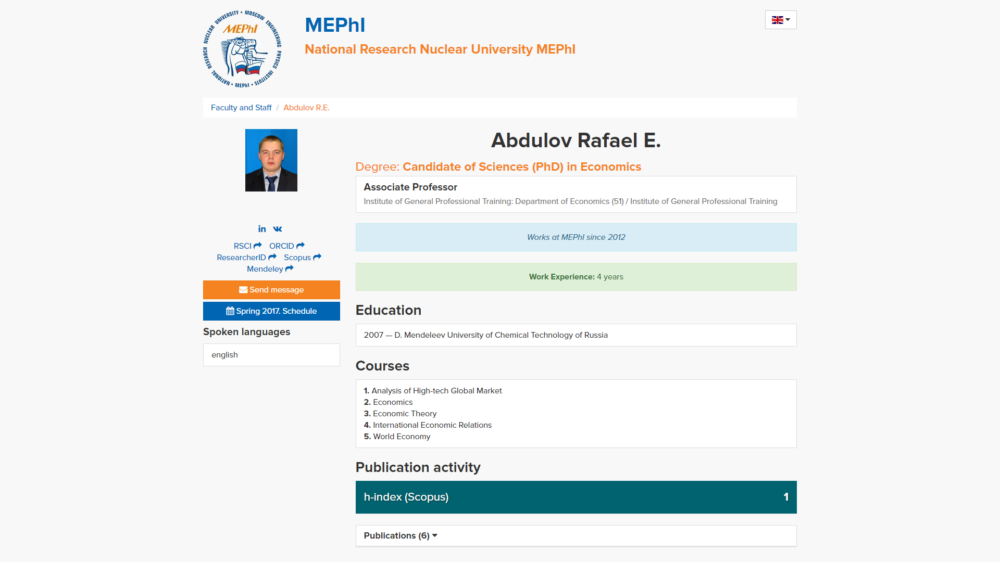 NATIONAL RESEARCH NUCLEAR UNIVERSITY • MOSCOW ENGINEERING PHYSICS INSTITUTE • MEPhI •
MEPhI
MEPhI
National Research Nuclear University MEPhI
Faculty and Staff / Abdulov R.E.
Abdulov Rafael E.
Degree: Candidate of Sciences (PhD) in Economics
Associate Professor
Institute of General Professional Training: Department of Economics (51) / Institute of General Professional Training
Works at MEPhI since 2012
Work Experience: 4 years
RSCI ORCID
ResearcherID Scopus
Mendeley
Send message
Spring 2017. Schedule
Spoken languages
english
Education
2007 — D. Mendeleev University of Chemical Technology of Russia
Courses
1. Analysis of High-tech Global Market
2. Economics
3. Economic Theory
4. International Economic Relations
5. World Economy
Publication activity
h-index (Scopus) 1
Publications (6)